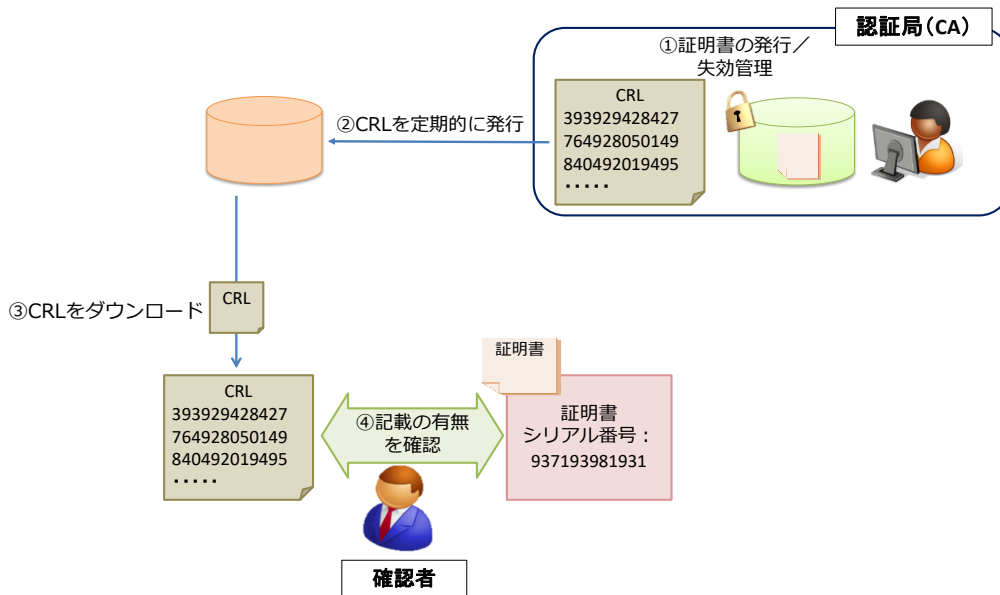 認証局(CA)
①証明書の発行／
失効管理
CRL
393929428427
764928050149
840492019495
・・・・・
②CRLを定期的に発行
③CRLをダウンロード
CRL
CRL
393929428427
764928050149
840492019495
・・・・・
④記載の有無
を確認
証明書
証明書
シリアル番号：
937193981931
確認者